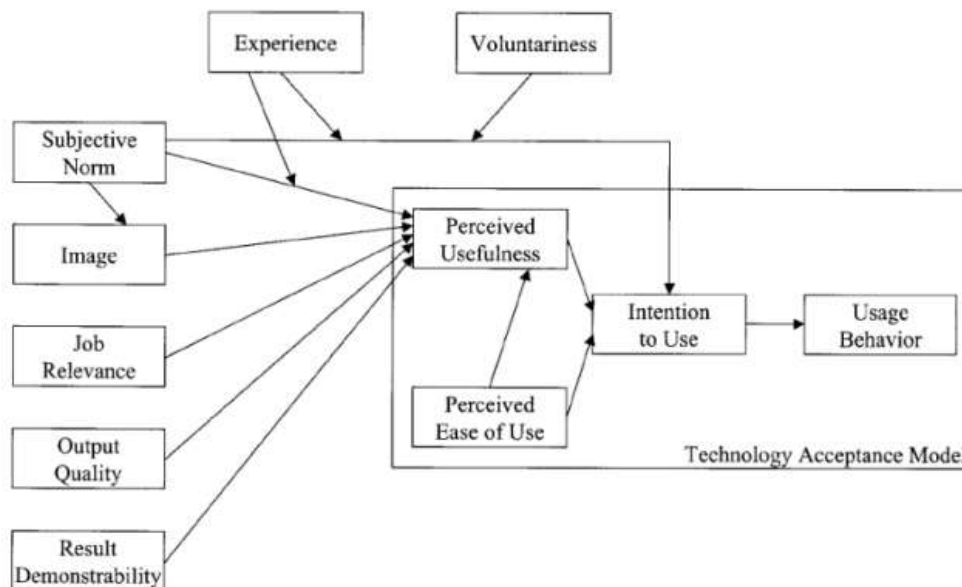 Experience
Voluntariness
Subjective
Norm
Image
Job
Relevance
Output
Quality
Result
Demonstrability
Perceived
Usefulness
Perceived
Ease of Use
Intention
to Use
Usage
Behavior
Technology Acceptance Model